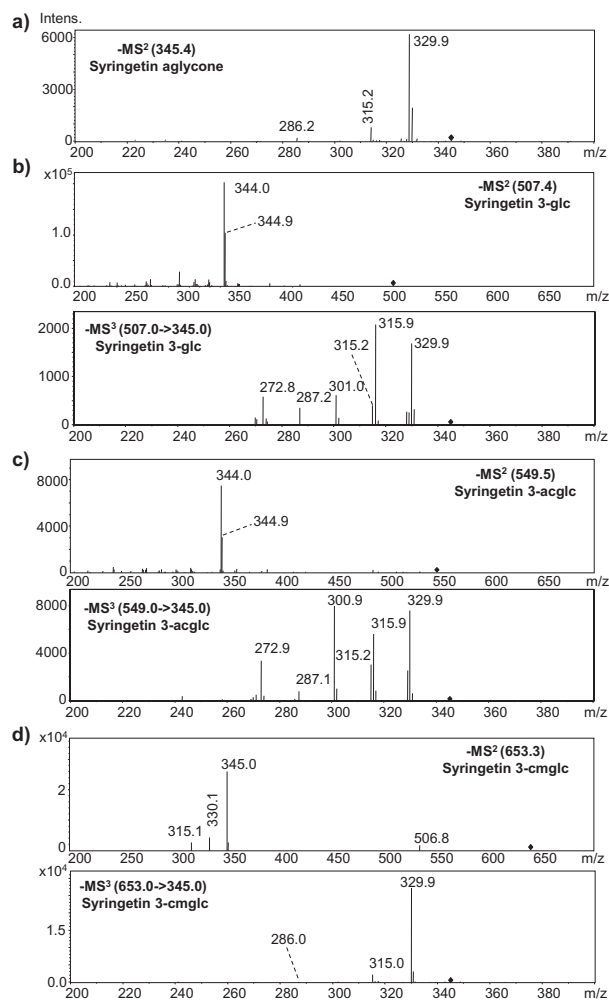 Intens.
a)
-MS² (345.4)
Syringetin aglycone
6000
3000
0
286.2
315.2
329.9
200 220 240 260 280 300 320 340 360 380 m/z
b)
x10⁵
-MS² (507.4)
Syringetin 3-glc
344.0
344.9
1.0
0.0
200 250 300 350 400 450 500 550 600 650 m/z
-MS³ (507.0->345.0)
Syringetin 3-glc
2000
1000
0
272.8
287.2
301.0
315.2
315.9
329.9
200 220 240 260 280 300 320 340 360 380 m/z
c)
-MS² (549.5)
Syringetin 3-acglc
8000
4000
0
344.0
344.9
200 250 300 350 400 450 540 550 600 650 m/z
-MS³ (549.0->345.0)
Syringetin 3-acglc
8000
4000
0
272.9
287.1
300.9
315.2
315.9
329.9
200 220 240 260 280 300 320 340 360 380 m/z
d)
x10⁴
-MS² (653.3)
Syringetin 3-cmglc
2
0
315.1
330.1
345.0
506.8
200 250 300 350 400 450 500 550 600 650 m/z
x10⁴
-MS³ (653.0->345.0)
Syringetin 3-cmglc
1.5
0.0
286.0
315.0
329.9
200 220 240 260 280 300 320 340 360 380 m/z